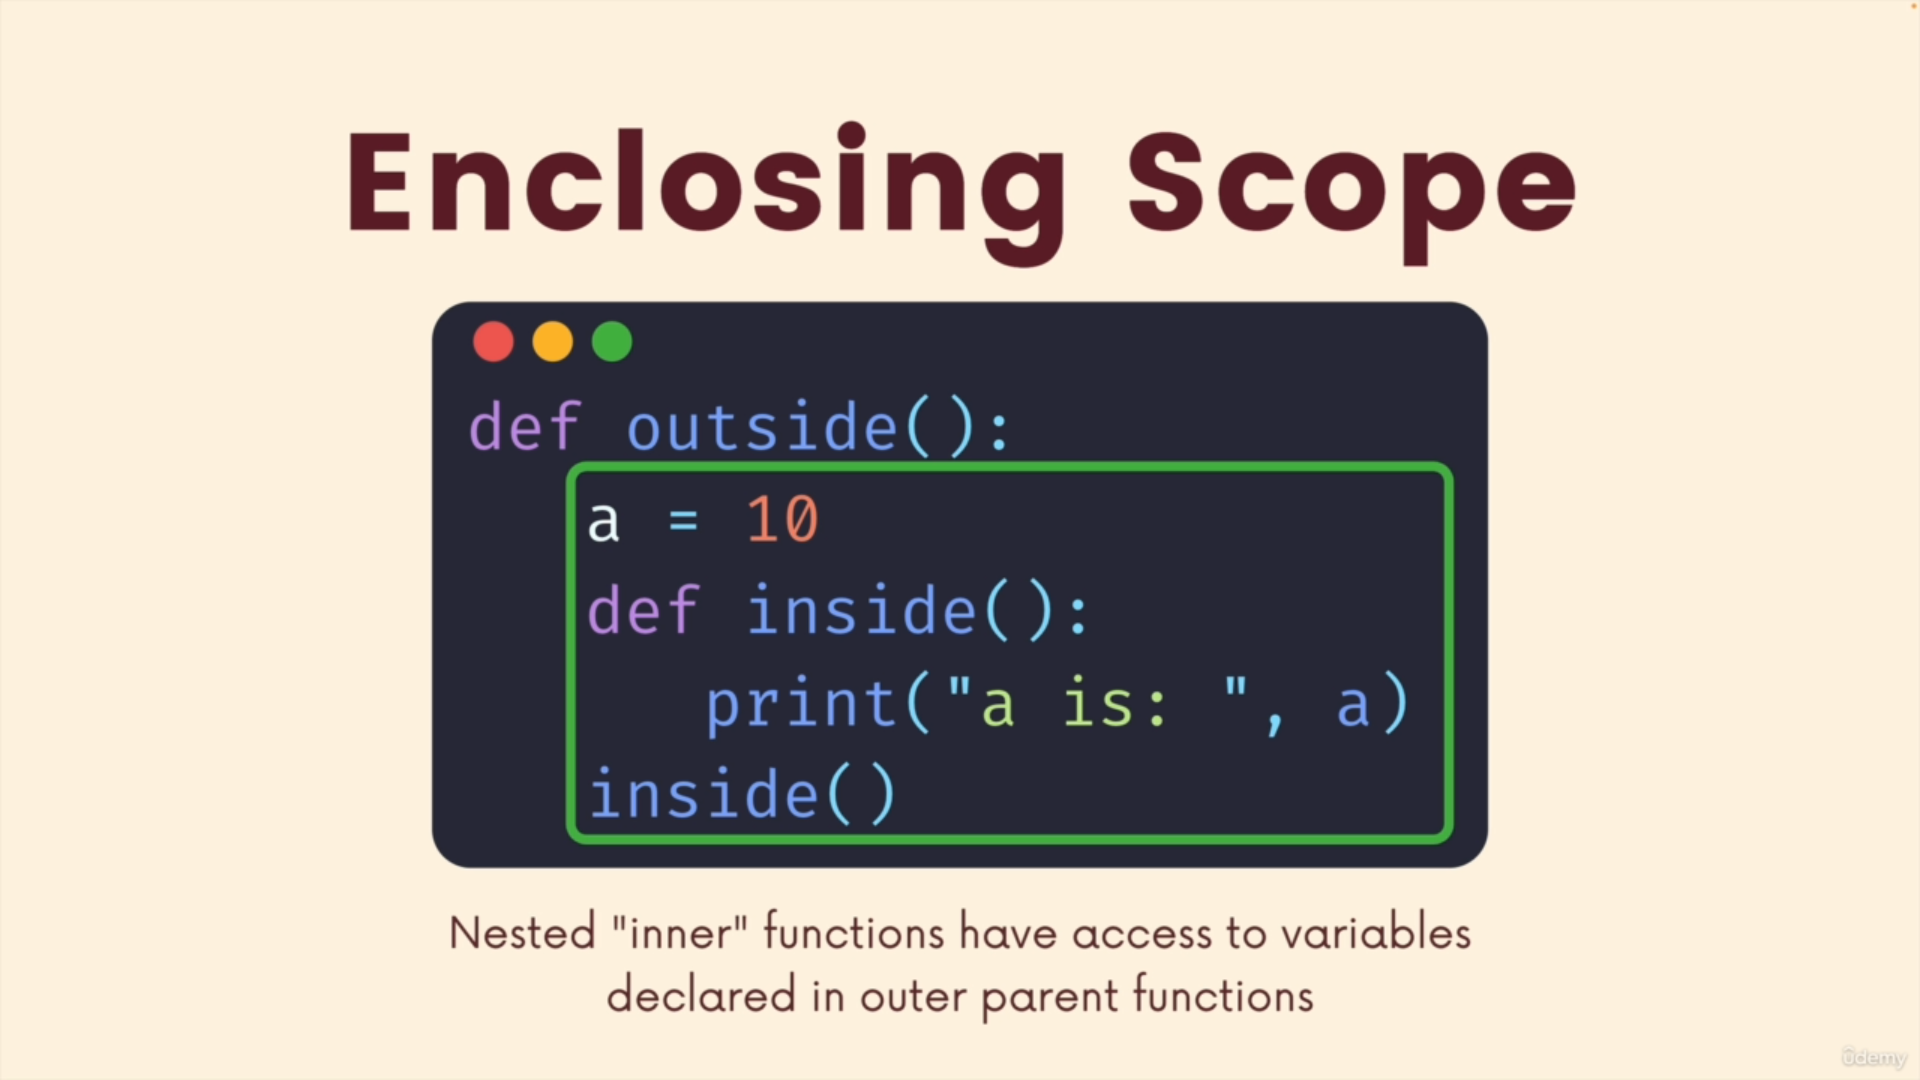 Enclosing Scope
def outside():
a = 10
def inside():
print("a is: ", a)
inside()
Nested "inner" functions have access to variables
declared in outer parent functions
ûdemy